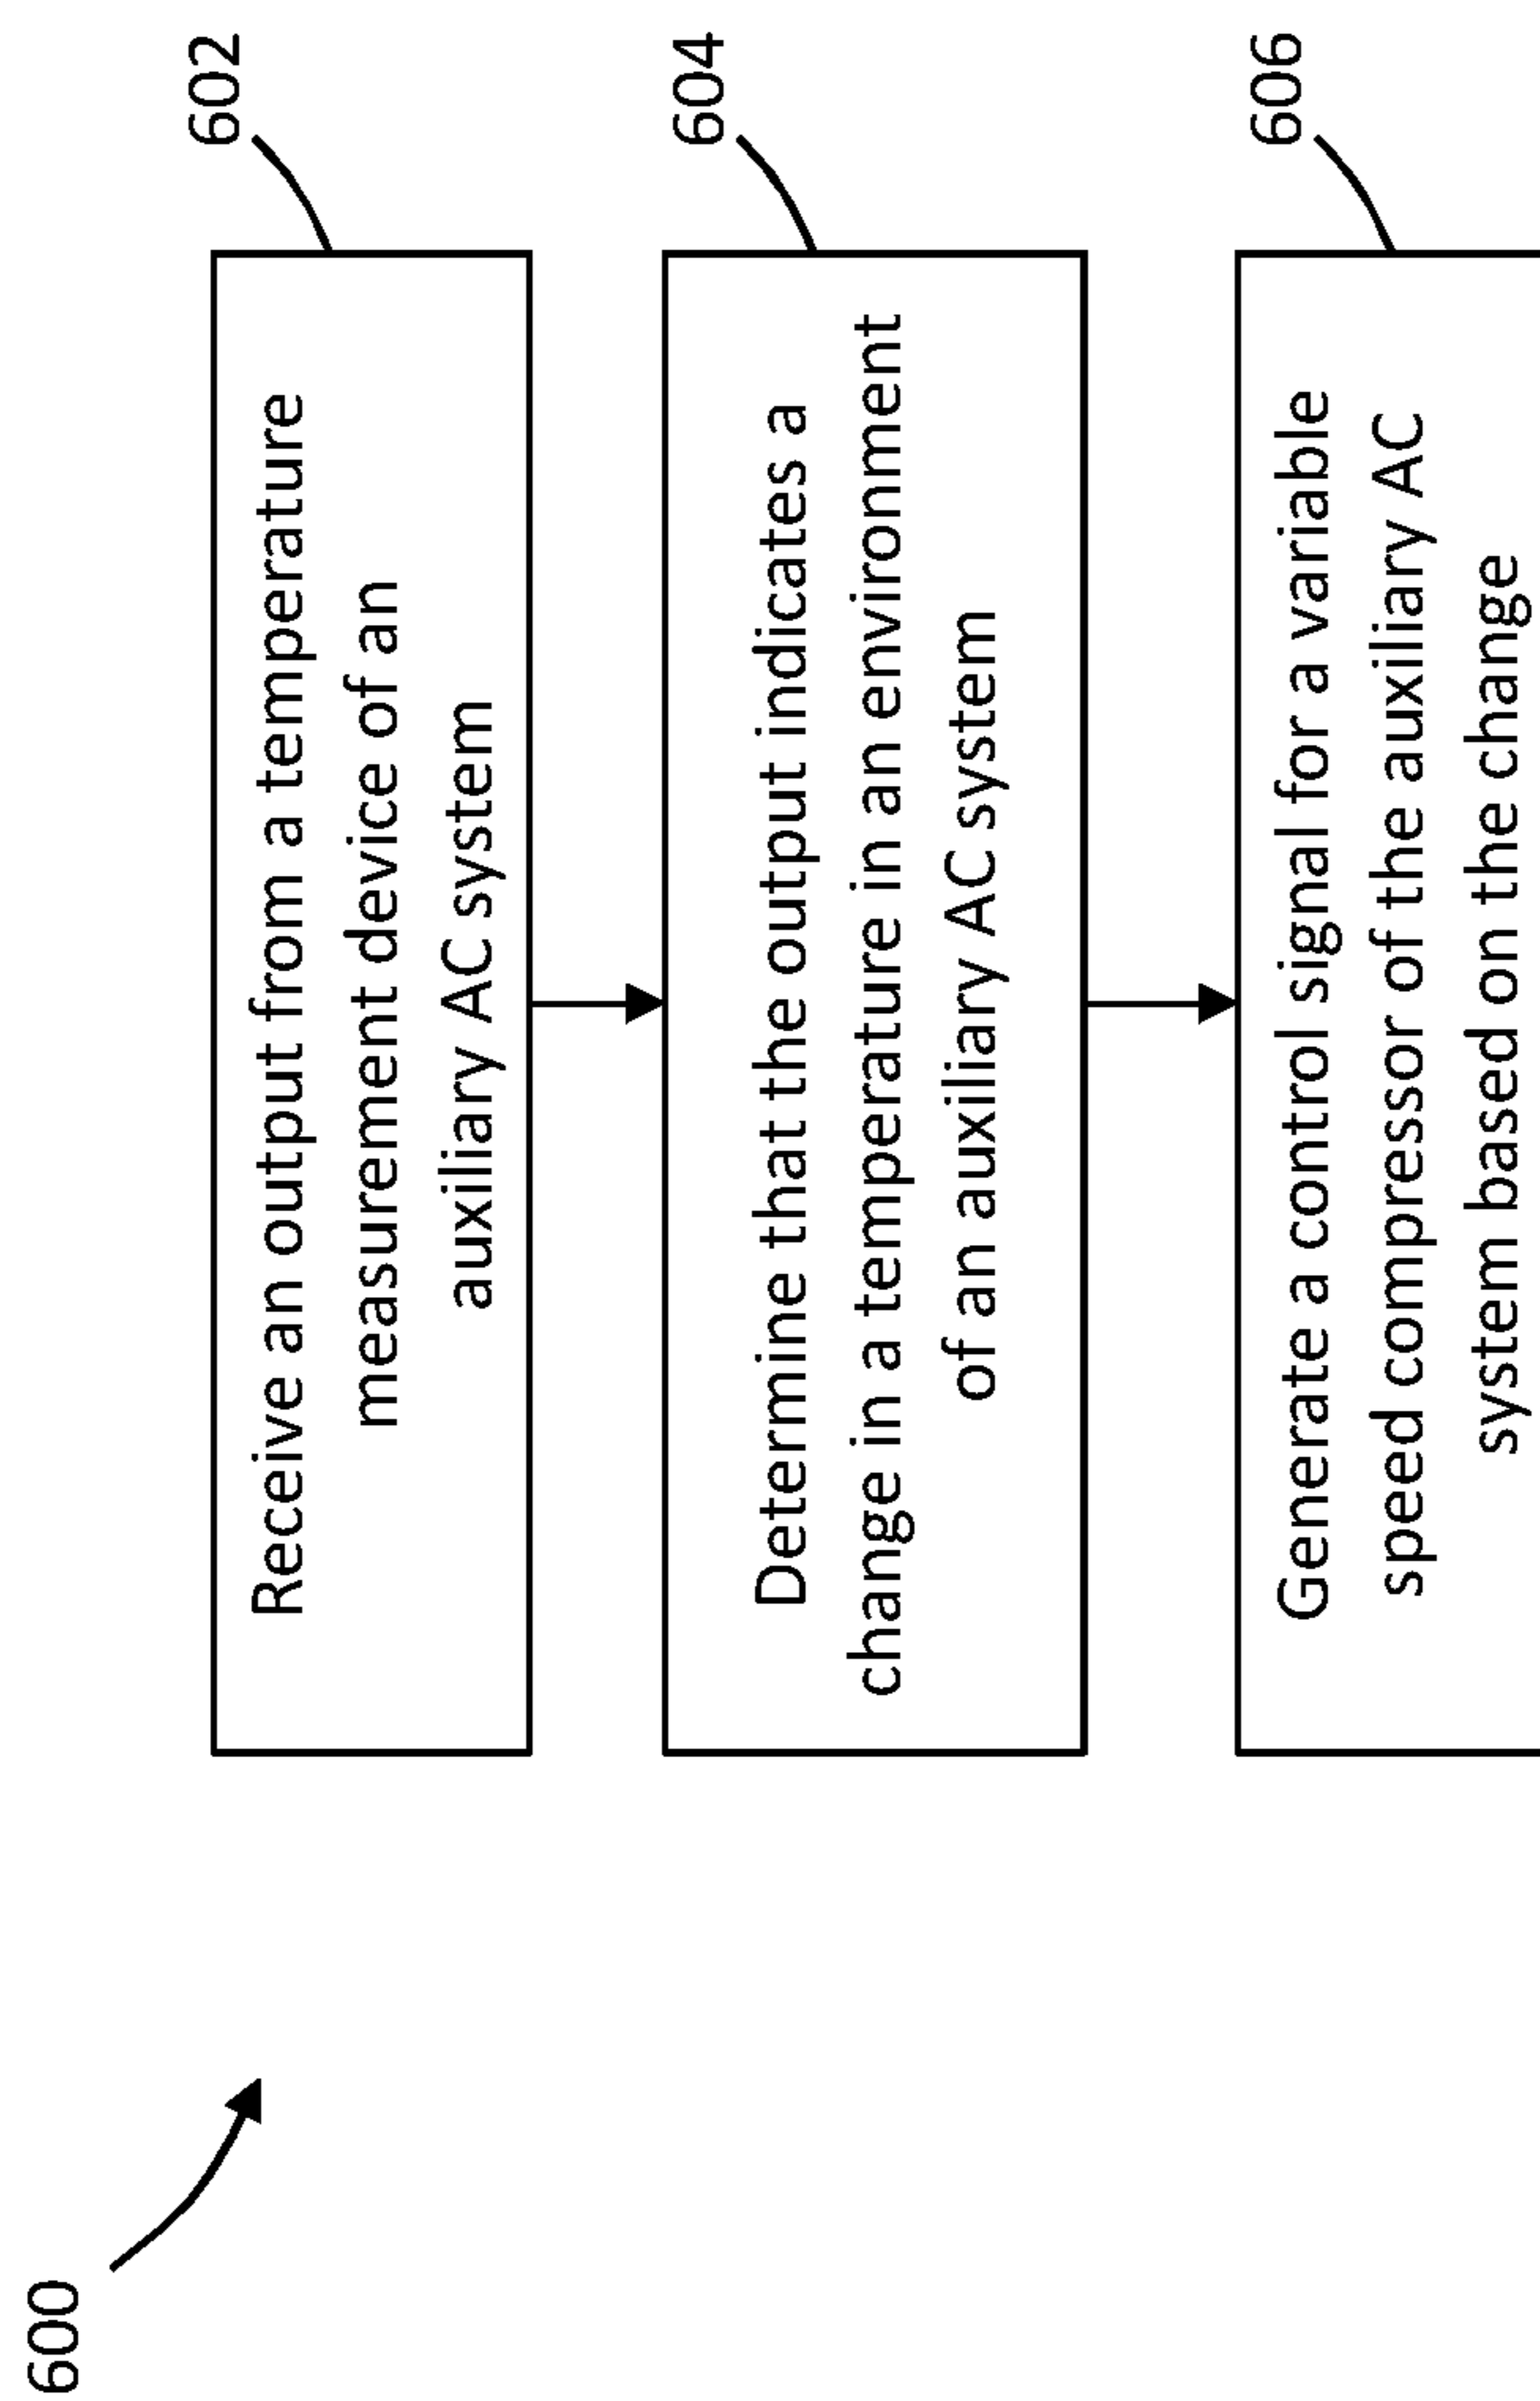 600
602
Receive an output from a temperature
measurement device of an
auxiliary AC system
604
Determine that the output indicates a
change in a temperature in an environment
of an auxiliary AC system
606
Generate a control signal for a variable
speed compressor of the auxiliary AC
system based on the change